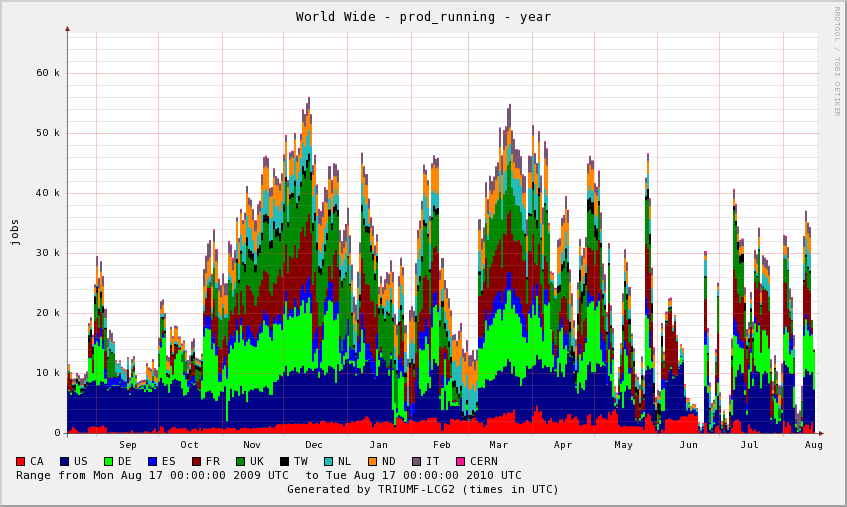 World Wide - prod_running - year
RRDTOOL / TOBI OETIKER
jobs
60 k
50 k
40 k
30 k
20 k
10 k
0
Sep Oct Nov Dec Jan Feb Mar Apr May Jun Jul Aug
CA US DE ES FR UK TW NL ND IT CERN
Range from Mon Aug 17 00:00:00 2009 UTC to Tue Aug 17 00:00:00 2010 UTC
Generated by TRIUMF-LCG2 (times in UTC)